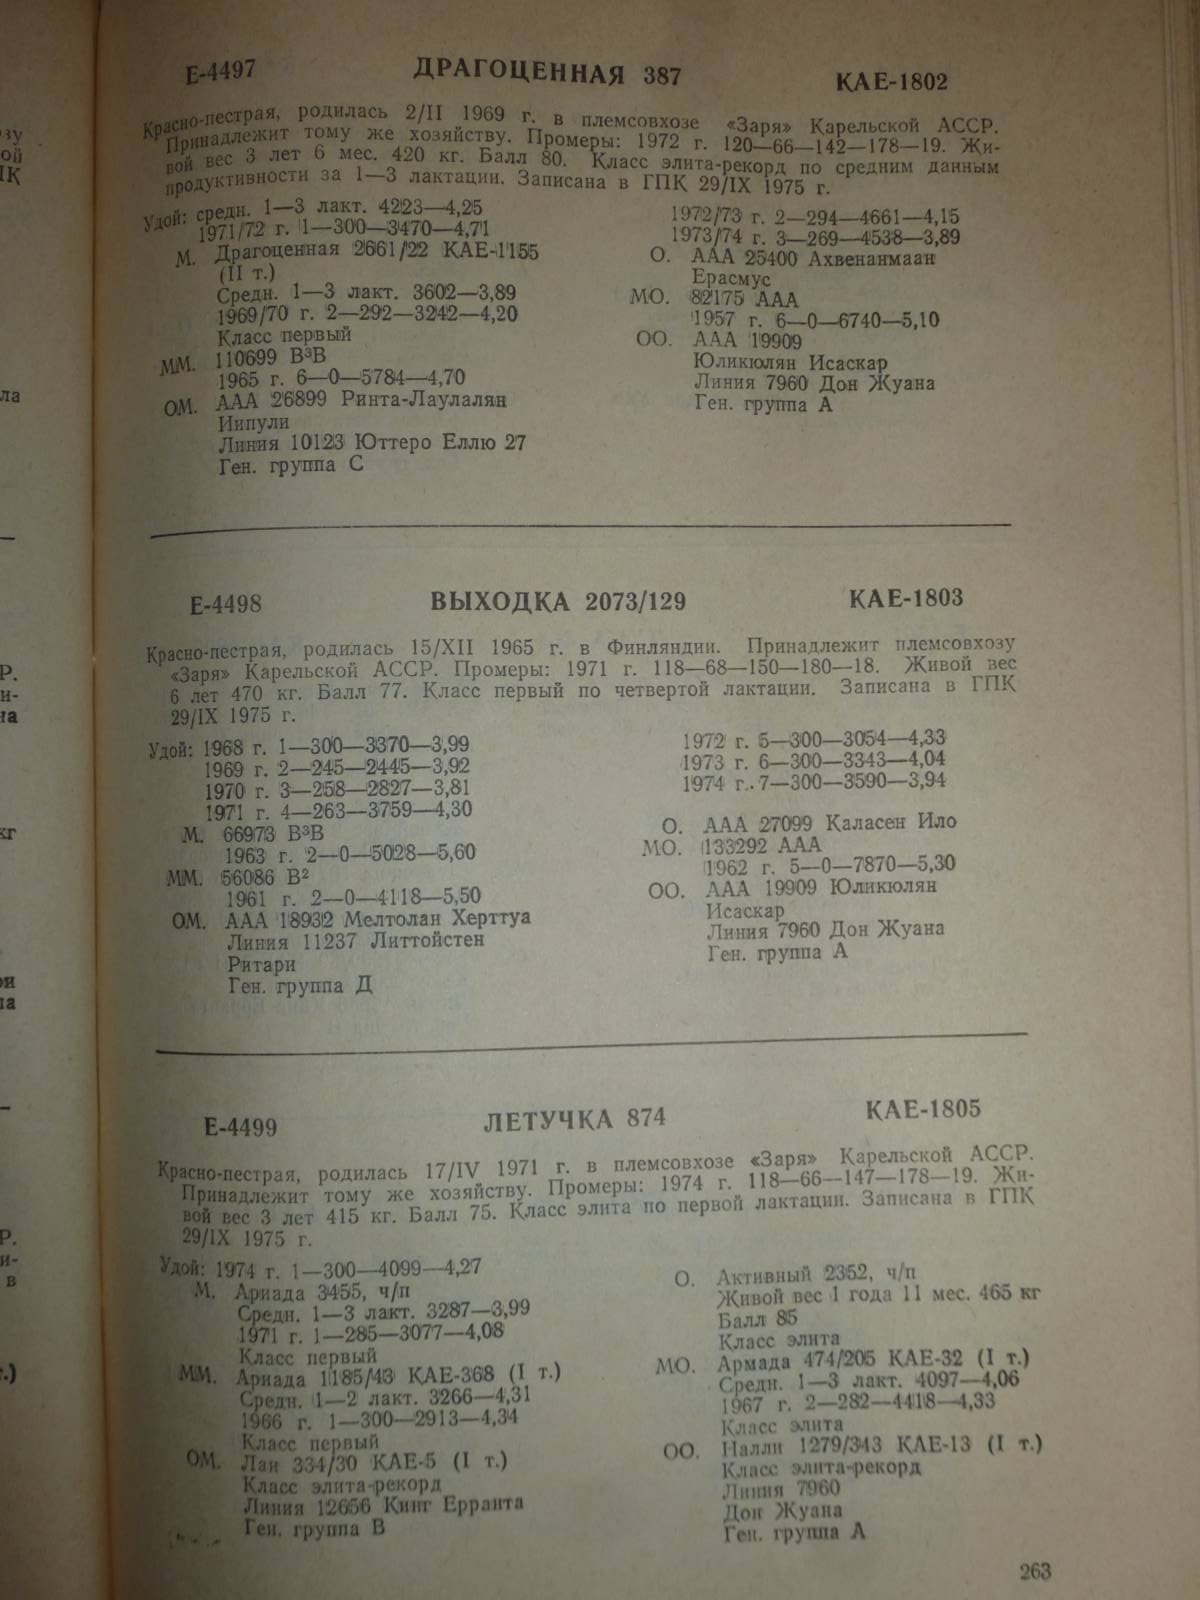 Е-4497 ДРАГОЦЕННАЯ 387 КАЕ-1802
Красно-пестрая, родилась 2/II 1969 г. в племсовхозе «Заря» Карельской АССР.
Принадлежит тому же хозяйству. Промеры: 1972 г. 120—66—142—178—19. Жи-
вой вес 3 лет 6 мес. 420 кг. Балл 80. Класс элита-рекорд по средним данным
продуктивности за 1—3 лактации. Записана в ГПК 29/IX 1975 г.
Удой: средн. 1—3 лакт. 4223—4,25
1971/72 г. 1—300—3470—4,71
М. Драгоценная 2661/22 КАЕ-1155
(II т.)
Средн. 1—3 лакт. 3602—3,89
1969/70 г. 2—292—3242—4,20
Класс первый
ММ. 110699 В³В
1965 г. 6—0—5784—4,70
ОМ. ААА 26899 Ринта-Лаулалян
Иипули
Линия 10123 Юттеро Еллю 27
Ген. группа С
1972/73 г. 2—294—4661—4,15
1973/74 г. 3—269—4538—3,89
О. ААА 25400 Ахвенанмаан
Ерасмус
МО. 82175 ААА
1957 г. 6—0—6740—5,10
ОО. ААА 19909
Юликюлян Исаскар
Линия 7960 Дон Жуана
Ген. группа А
Е-4498 ВЫХОДКА 2073/129 КАЕ-1803
Красно-пестрая, родилась 15/XII 1965 г. в Финляндии. Принадлежит племсовхозу
«Заря» Карельской АССР. Промеры: 1971 г. 118—68—150—180—18. Живой вес
6 лет 470 кг. Балл 77. Класс первый по четвертой лактации. Записана в ГПК
29/IX 1975 г.
Удой: 1968 г. 1—300—3370—3,99
1969 г. 2—245—2445—3,92
1970 г. 3—258—2827—3,81
1971 г. 4—263—3759—4,30
М. 66973 В³В
1963 г. 2—0—5028—5,60
ММ. 56086 В²
1961 г. 2—0—4118—5,50
ОМ. ААА 18932 Мелтолан Херттуа
Линия 11237 Литтойстен
Ритари
Ген. группа Д
1972 г. 5—300—3054—4,33
1973 г. 6—300—3343—4,04
1974 г. 7—300—3590—3,94
О. ААА 27099 Каласен Ило
МО. 133292 ААА
1962 г. 5—0—7870—5,30
ОО. ААА 19909 Юликюлян
Исаскар
Линия 7960 Дон Жуана
Ген. группа А
Е-4499 ЛЕТУЧКА 874 КАЕ-1805
Красно-пестрая, родилась 17/IV 1971 г. в племсовхозе «Заря» Карельской АССР.
Принадлежит тому же хозяйству. Промеры: 1974 г. 118—66—147—178—19. Жи-
вой вес 3 лет 415 кг. Балл 75. Класс элита по первой лактации. Записана в ГПК
29/IX 1975 г.
Удой: 1974 г. 1—300—4099—4,27
М. Ариада 3455, ч/п
Средн. 1—3 лакт. 3287—3,99
1971 г. 1—285—3077—4,08
Класс первый
ММ. Ариада 1185/43 КАЕ-368 (I т.)
Средн. 1—2 лакт. 3266—4,31
1966 г. 1—300—2913—4,34
Класс первый
ОМ. Лан 334/30 КАЕ-5 (I т.)
Класс элита-рекорд
Линия 12656 Кинг Ерранта
Ген. группа В
О. Активный 2352, ч/п
Живой вес 1 года 11 мес. 465 кг
Балл 85
Класс элита
МО. Армада 474/205 КАЕ-32 (I т.)
Средн. 1—3 лакт. 4097—4,06
1967 г. 2—282—4418—4,33
Класс элита
ОО. Налли 1279/343 КАЕ-13 (I т.)
Класс элита-рекорд
Линия 7960
Дон Жуана
Ген. группа А
263